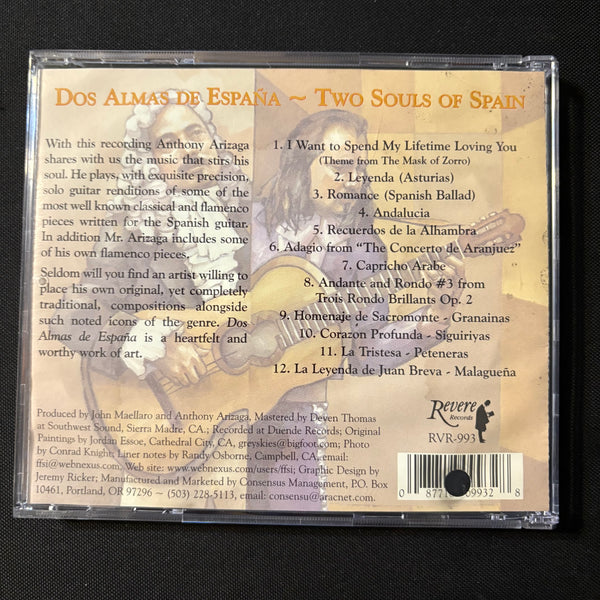 DOS ALMAS DE ESPAÑA ~ TWO SOULS OF SPAIN
With this recording Anthony Arizaga
shares with us the music that stirs his
soul. He plays, with exquisite precision,
solo guitar renditions of some of the
most well known classical and flamenco
pieces written for the Spanish guitar.
In addition Mr. Arizaga includes some
of his own flamenco pieces.
Seldom will you find an artist willing to
place his own original, yet completely
traditional, compositions alongside
such noted icons of the genre. Dos
Almas de España is a heartfelt and
worthy work of art.
1. I Want to Spend My Lifetime Loving You
(Theme from The Mask of Zorro)
2. Leyenda (Asturias)
3. Romance (Spanish Ballad)
4. Andalucia
5. Recuerdos de la Alhambra
6. Adagio from "The Concerto de Aranjuez"
7. Capricho Arabe
8. Andante and Rondo #3 from
Trois Rondo Brillants Op. 2
9. Homenaje de Sacromonte - Granainas
10. Corazon Profunda - Siguiriyas
11. La Tristesa - Peteneras
12. La Leyenda de Juan Breva - Malagueña
Produced by John Maellaro and Anthony Arizaga, Mastered by Deven Thomas
at Southwest Sound, Sierra Madre, CA.; Recorded at Duende Records; Original
Paintings by Jordan Essoe, Cathedral City, CA, greyskies@bigfoot.com; Photo
by Conrad Knight; liner notes by Randy Osborne, Campbell, CA, email:
ffsi@webnexus.com, Web site: www.webnexus.com/users/ffsi; Graphic Design by
Jeremy Ricker; Manufactured and Marketed by Consensus Management, P.O. Box
10461, Portland, OR 97296 ~ (503) 228-5113, email: consensu@aracnet.com.
Revere
Records
RVR-993
0 8771 09932 8